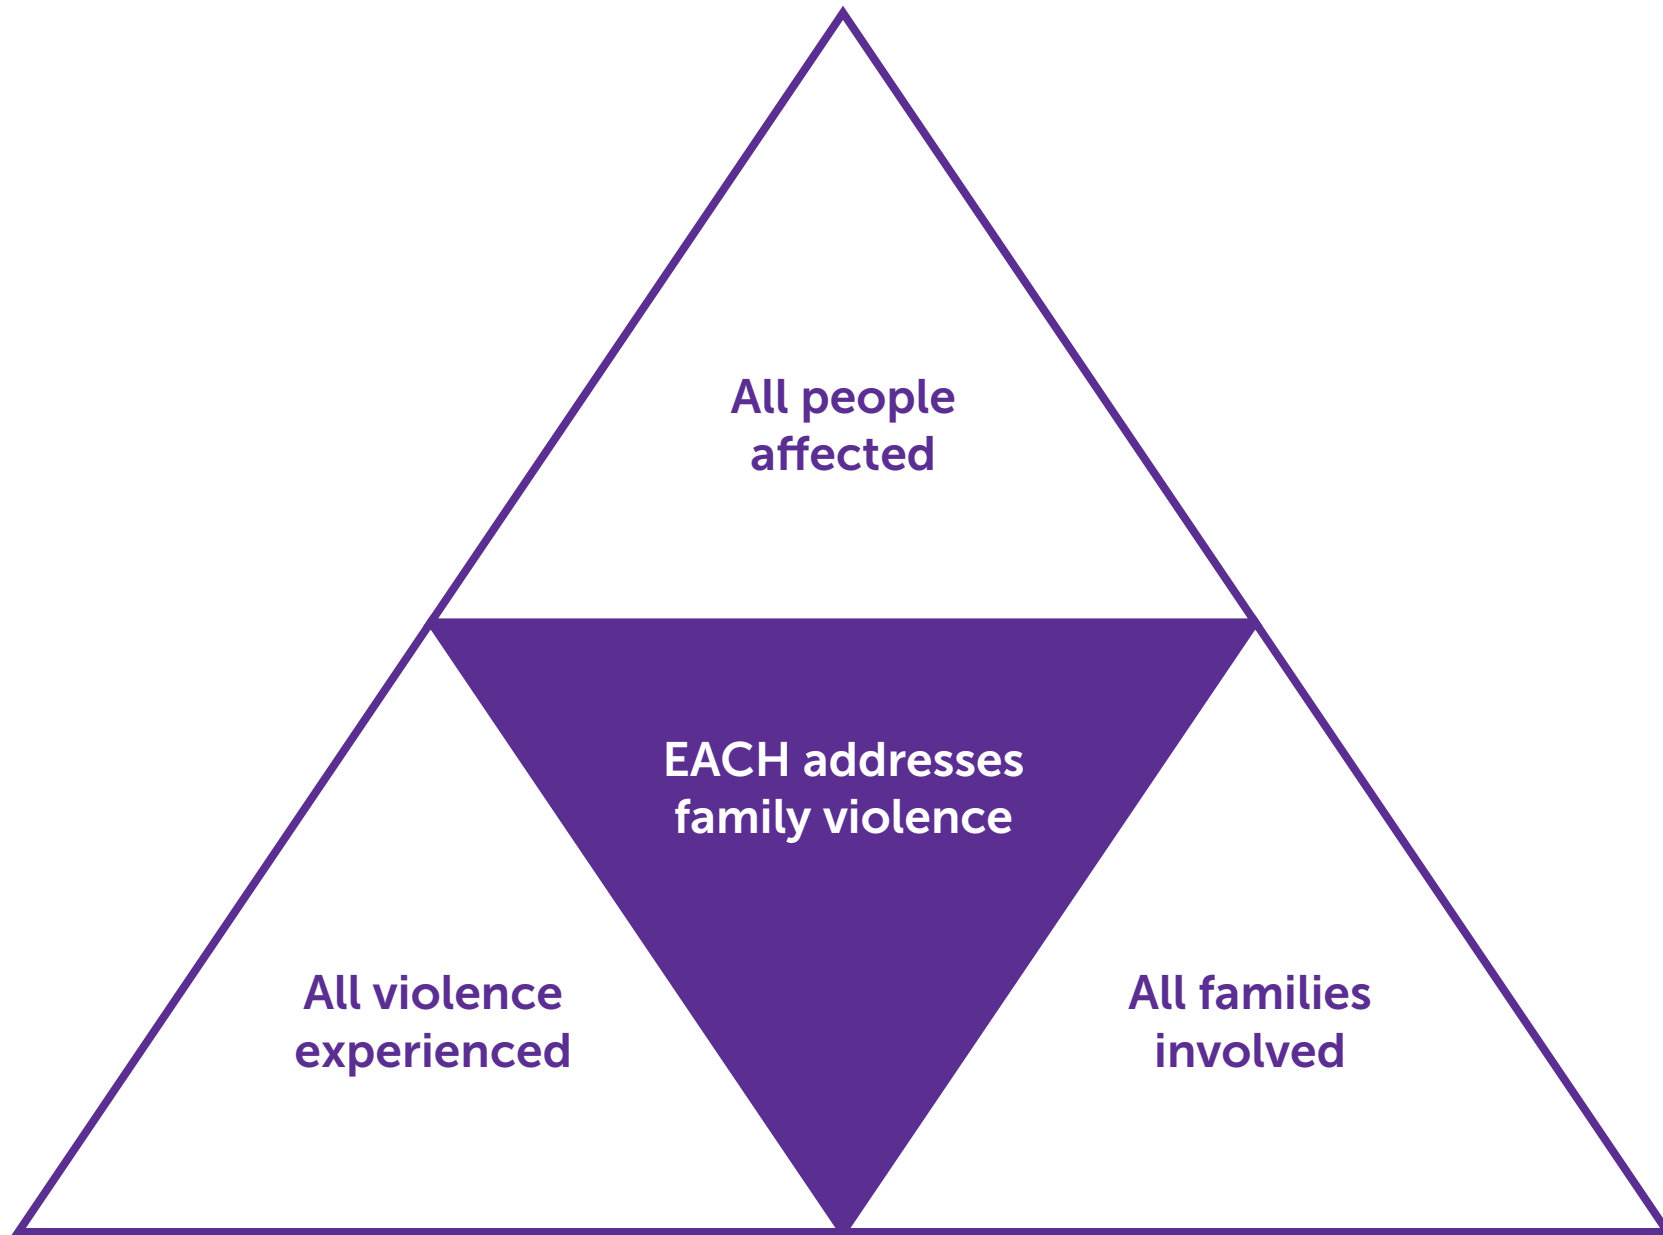 All people
affected
EACH addresses
family violence
All violence
experienced
All families
involved